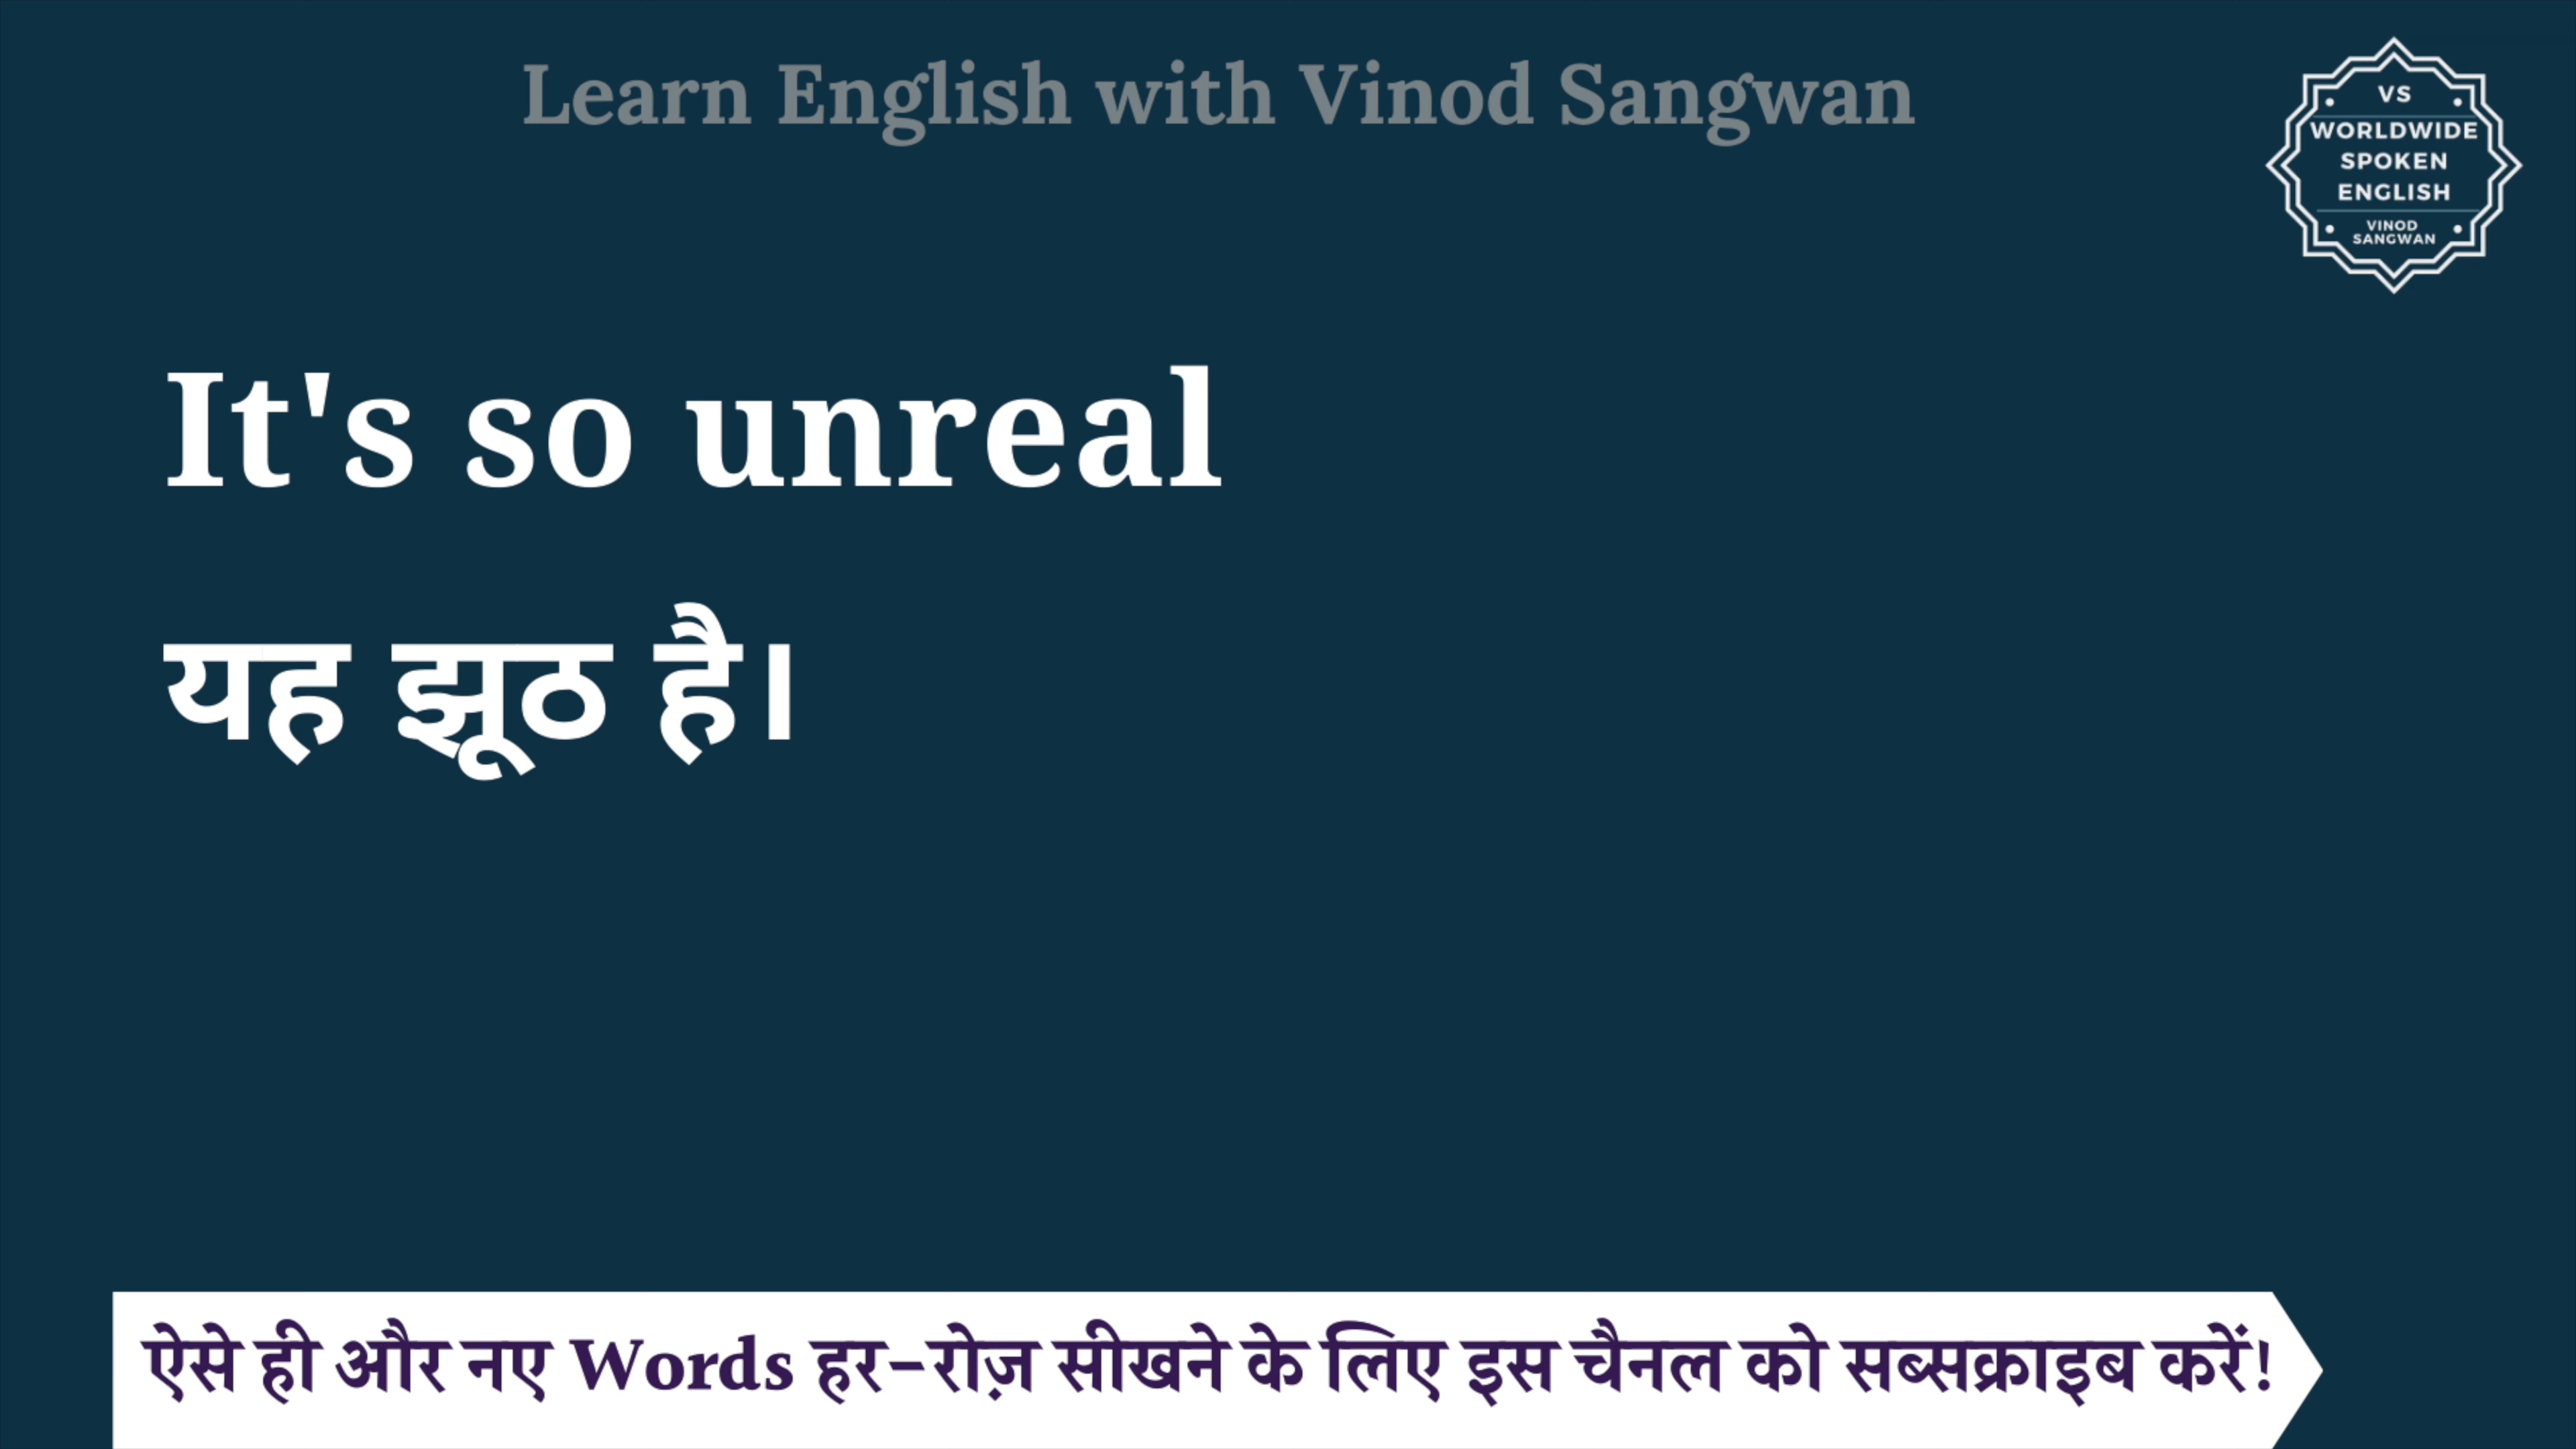 Learn English with Vinod Sangwan
VS
WORLDWIDE
SPOKEN
ENGLISH
VINOD
SANGWAN
It's so unreal
यह झूठ है।
ऐसे ही और नए Words हर-रोज़ सीखने के लिए इस चैनल को सब्सक्राइब करें!